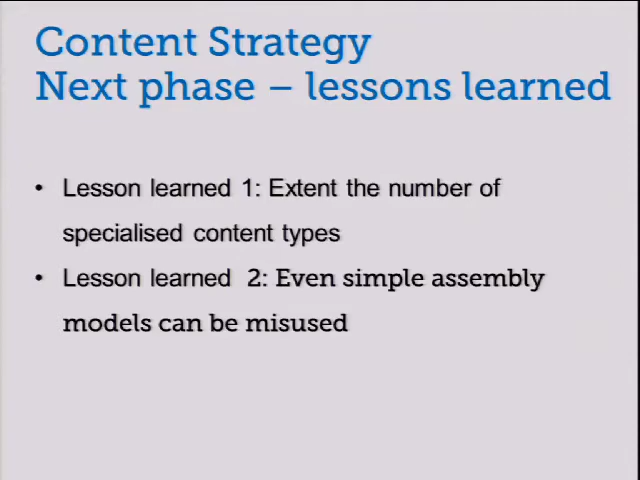 Content Strategy
Next phase – lessons learned
• Lesson learned 1: Extent the number of
specialised content types
• Lesson learned 2: Even simple assembly
models can be misused